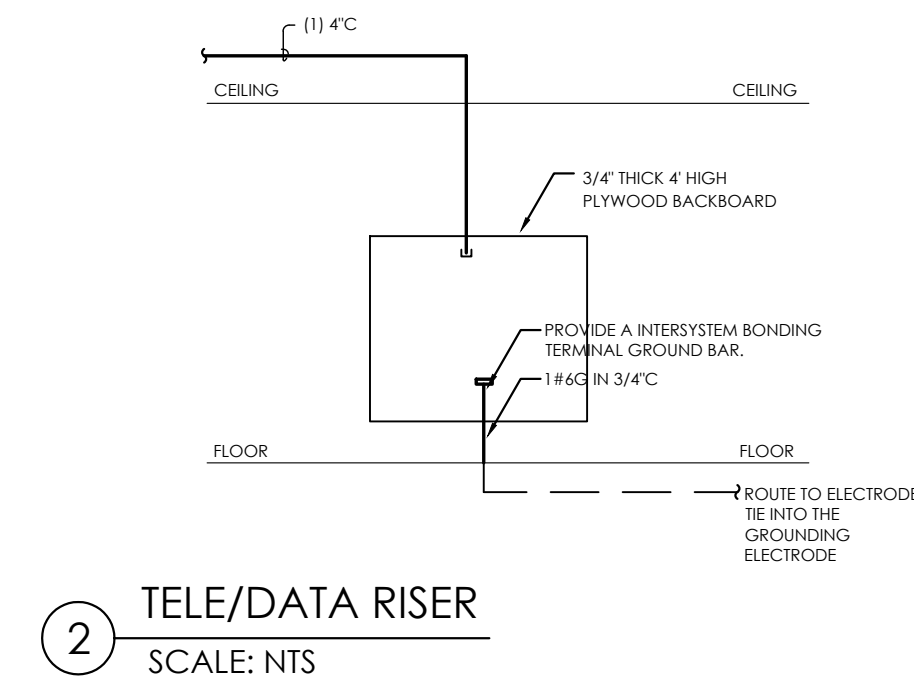 (1) 4"C
CEILING CEILING
3/4" THICK 4' HIGH
PLYWOOD BACKBOARD
PROVIDE A INTERSYSTEM BONDING
TERMINAL GROUND BAR.
1#6G IN 3/4"C
FLOOR FLOOR
ROUTE TO ELECTRODE
TIE INTO THE
GROUNDING
ELECTRODE
2 TELE/DATA RISER
SCALE: NTS